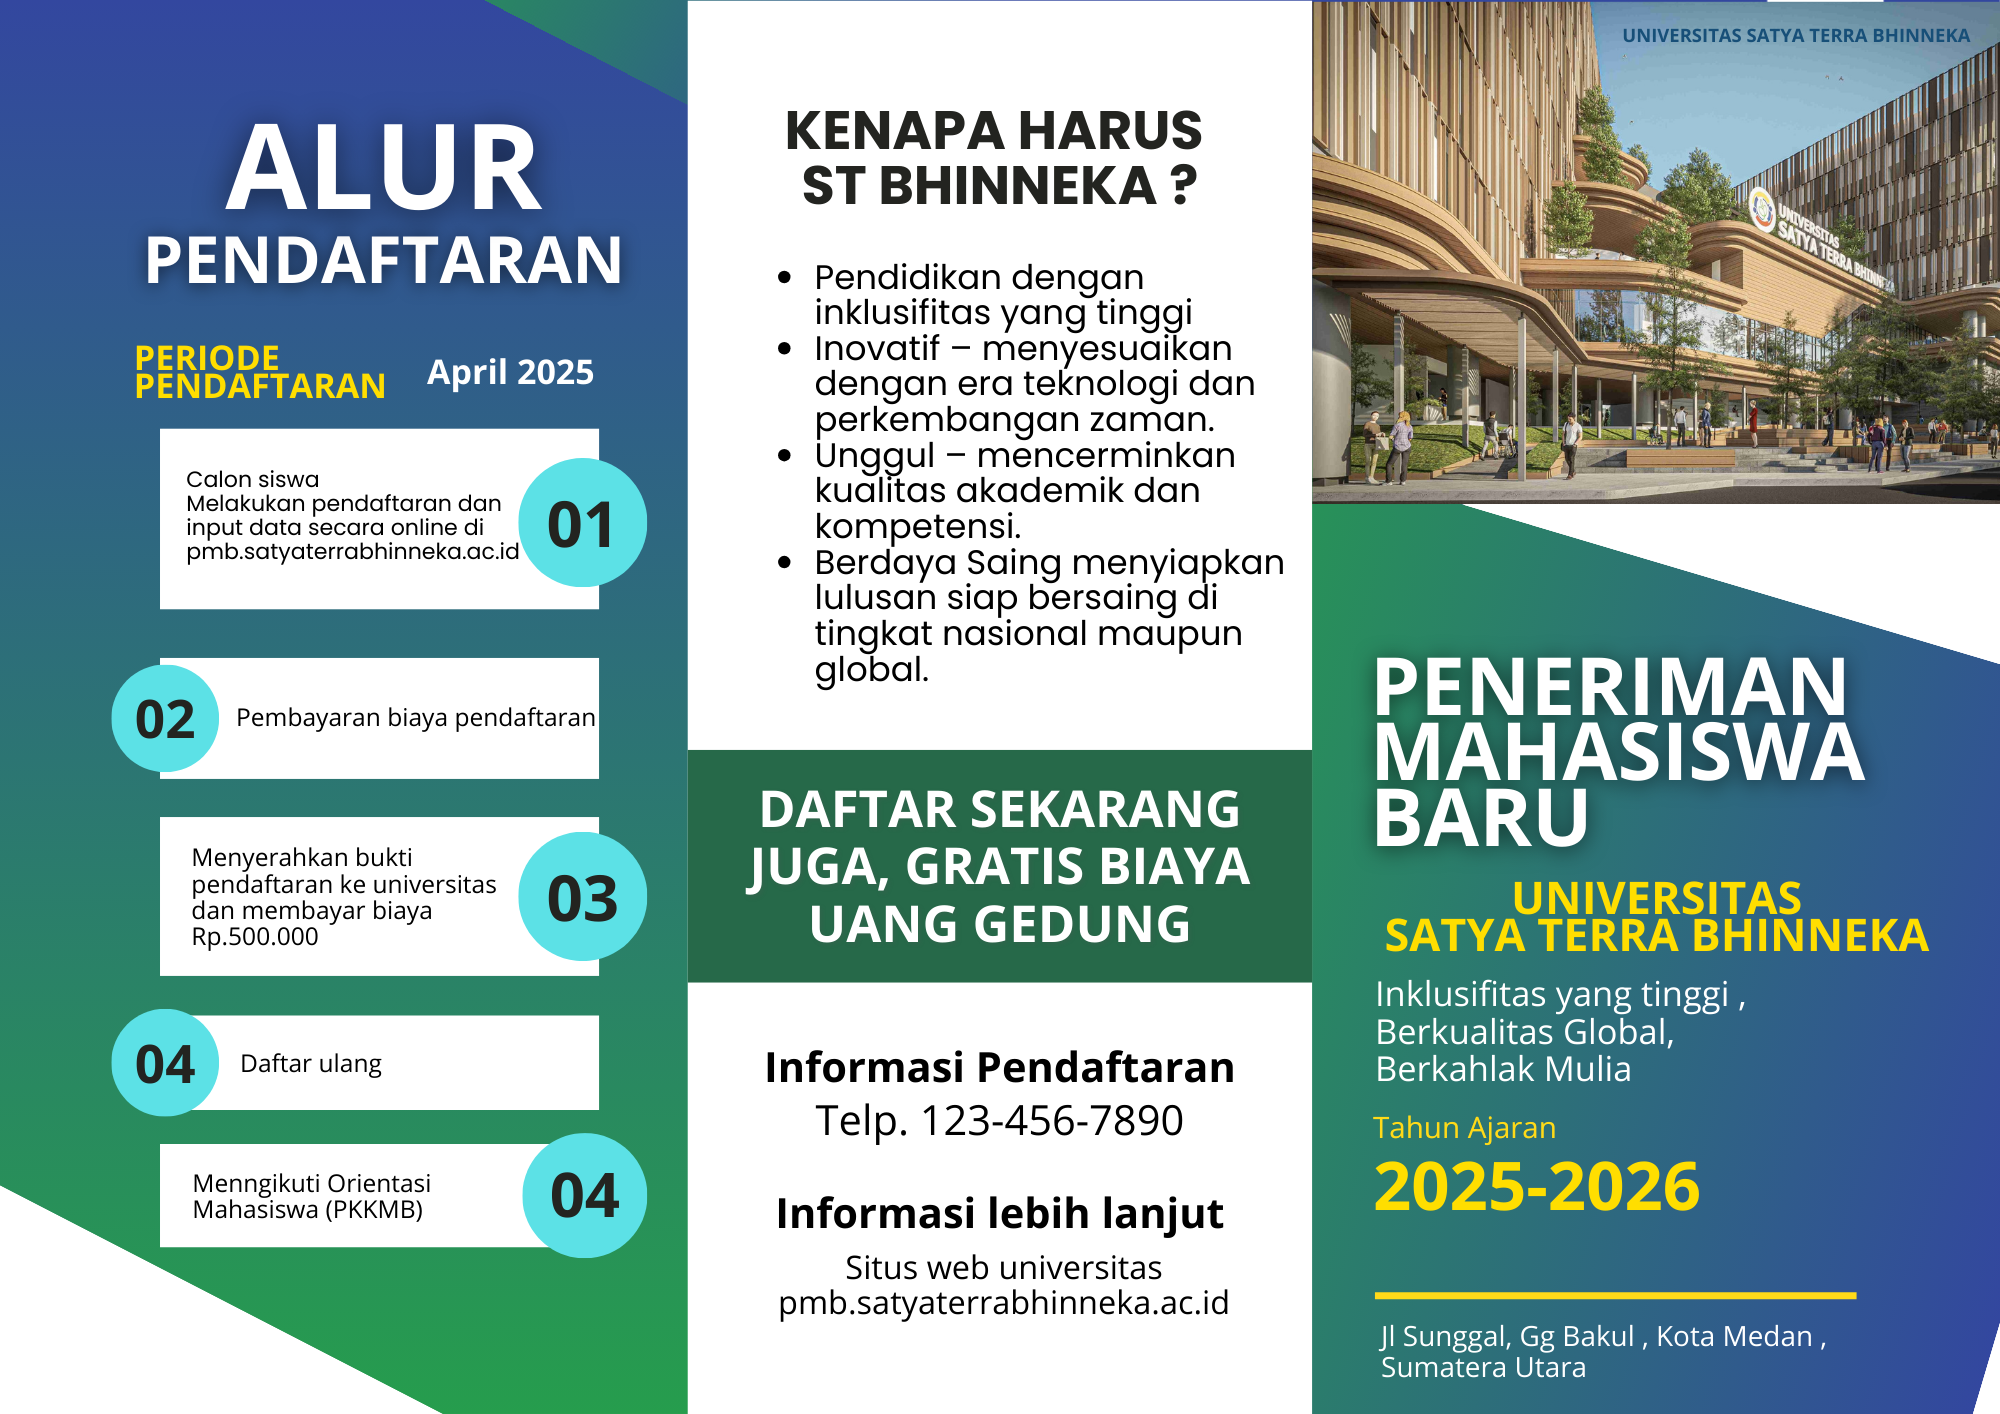 ALUR
PENDAFTARAN
PERIODE
PENDAFTARAN
April 2025
Calon siswa
Melakukan pendaftaran dan
input data secara online di
pmb.satyaterrabhinneka.ac.id
01
02
Pembayaran biaya pendaftaran
Menyerahkan bukti
pendaftaran ke universitas
dan membayar biaya
Rp.500.000
03
04
Daftar ulang
Menngikuti Orientasi
Mahasiswa (PKKMB)
04
KENAPA HARUS
ST BHINNEKA ?
• Pendidikan dengan
inklusifitas yang tinggi
• Inovatif – menyesuaikan
dengan era teknologi dan
perkembangan zaman.
• Unggul – mencerminkan
kualitas akademik dan
kompetensi.
• Berdaya Saing menyiapkan
lulusan siap bersaing di
tingkat nasional maupun
global.
DAFTAR SEKARANG
JUGA, GRATIS BIAYA
UANG GEDUNG
Informasi Pendaftaran
Telp. 123-456-7890
Informasi lebih lanjut
Situs web universitas
pmb.satyaterrabhinneka.ac.id
UNIVERSITAS SATYA TERRA BHINNEKA
UNIVERSITAS
SATYA TERRA BHINN
PENERIMAN
MAHASISWA
BARU
UNIVERSITAS
SATYA TERRA BHINNEKA
Inklusifitas yang tinggi ,
Berkualitas Global,
Berkahlak Mulia
Tahun Ajaran
2025-2026
Jl Sunggal, Gg Bakul , Kota Medan ,
Sumatera Utara